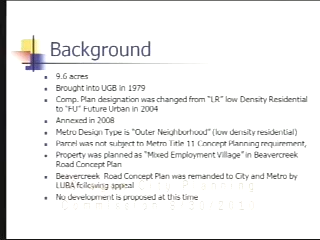 Background
9.6 acres
Brought into UGB in 1979
Comp. Plan designation was changed from "LR" low Density Residential
to "FU" Future Urban in 2004
Annexed in 2008
Metro Design Type is "Outer Neighborhood" (low density residential)
Parcel was not subject to Metro Title 11 Concept Planning requirement,
Property was planned as "Mixed Employment Village" in Beavercreek
Road Concept Plan
Beavercreek Road Concept Plan was remanded to City and Metro by
LUBA following appeal
No development is proposed at this time